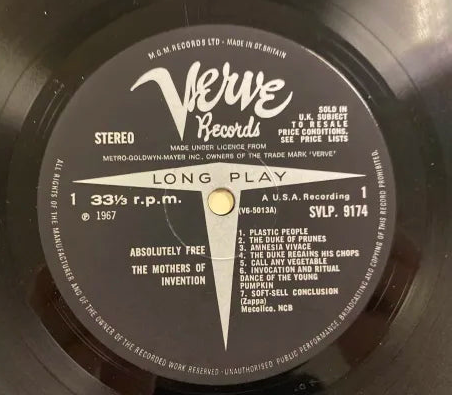 M.G.M. RECORDS LTD - MADE IN GT. BRITAIN
Verve
Records
STEREO
SOLD IN
U.K. SUBJECT
TO RESALE
PRICE CONDITIONS.
SEE PRICE LISTS
MADE UNDER LICENCE FROM
METRO-GOLDWYN-MAYER INC. OWNERS OF THE TRADE MARK "VERVE"
LONG PLAY
1 33⅓ r.p.m.
℗ 1967
A U.S.A. Recording 1
(V6-5013A) SVLP. 9174
ABSOLUTELY FREE
THE MOTHERS OF
INVENTION
1. PLASTIC PEOPLE
2. THE DUKE OF PRUNES
3. AMNESIA VIVACE
4. THE DUKE REGAINS HIS CHOPS
5. CALL ANY VEGETABLE
6. INVOCATION AND RITUAL
DANCE OF THE YOUNG
PUMPKIN
7. SOFT-SELL CONCLUSION
(Zappa)
Mecolico. NCB
ALL RIGHTS OF THE MANUFACTURER AND OF THE OWNER OF THE RECORDED WORK RESERVED - UNAUTHORISED PUBLIC PERFORMANCE, BROADCASTING AND COPYING OF THIS RECORD PROHIBITED.